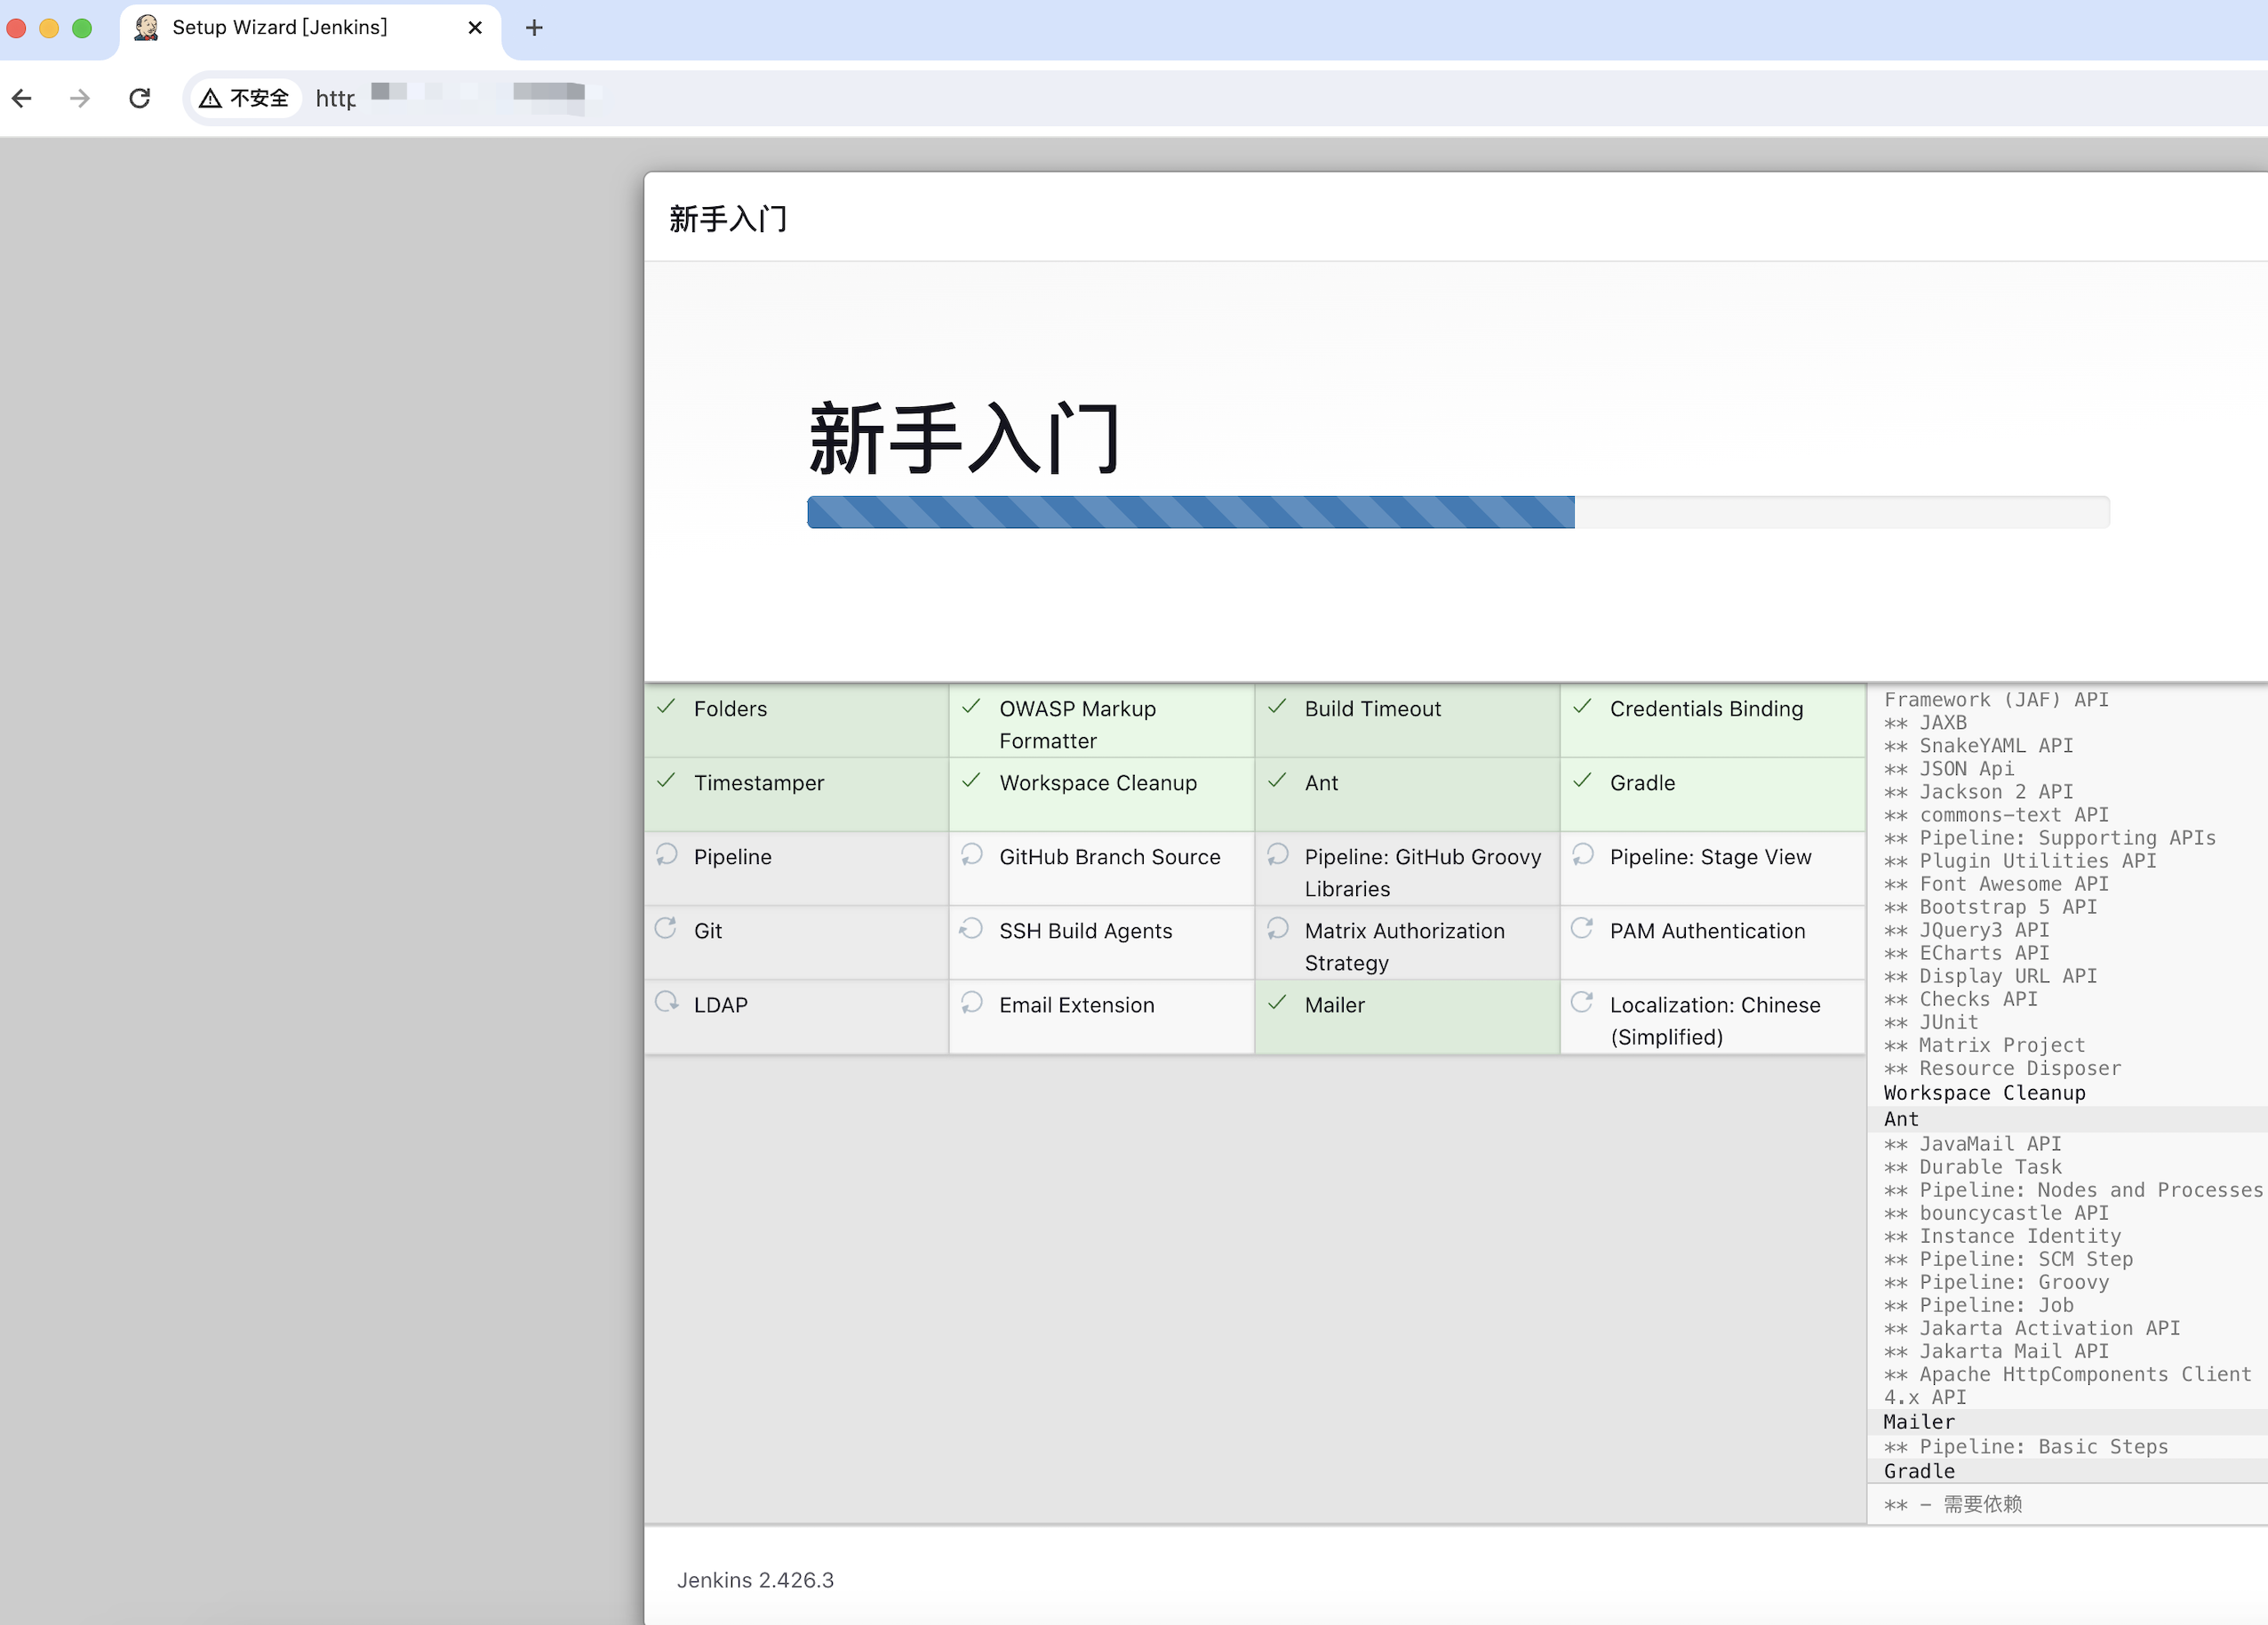 Setup Wizard [Jenkins]
不安全
http
新手入门
新手入门
Folders
OWASP Markup
Formatter
Build Timeout
Credentials Binding
Timestamper
Workspace Cleanup
Ant
Gradle
Pipeline
GitHub Branch Source
Pipeline: GitHub Groovy
Libraries
Pipeline: Stage View
Git
SSH Build Agents
Matrix Authorization
Strategy
PAM Authentication
LDAP
Email Extension
Mailer
Localization: Chinese
(Simplified)
Framework (JAF) API
** JAXB
** SnakeYAML API
** JSON Api
** Jackson 2 API
** commons-text API
** Pipeline: Supporting APIs
** Plugin Utilities API
** Font Awesome API
** Bootstrap 5 API
** JQuery3 API
** ECharts API
** Display URL API
** Checks API
** JUnit
** Matrix Project
** Resource Disposer
Workspace Cleanup
Ant
** JavaMail API
** Durable Task
** Pipeline: Nodes and Processes
** bouncycastle API
** Instance Identity
** Pipeline: SCM Step
** Pipeline: Groovy
** Pipeline: Job
** Jakarta Activation API
** Jakarta Mail API
** Apache HttpComponents Client
4.x API
Mailer
** Pipeline: Basic Steps
Gradle
** - 需要依赖
Jenkins 2.426.3